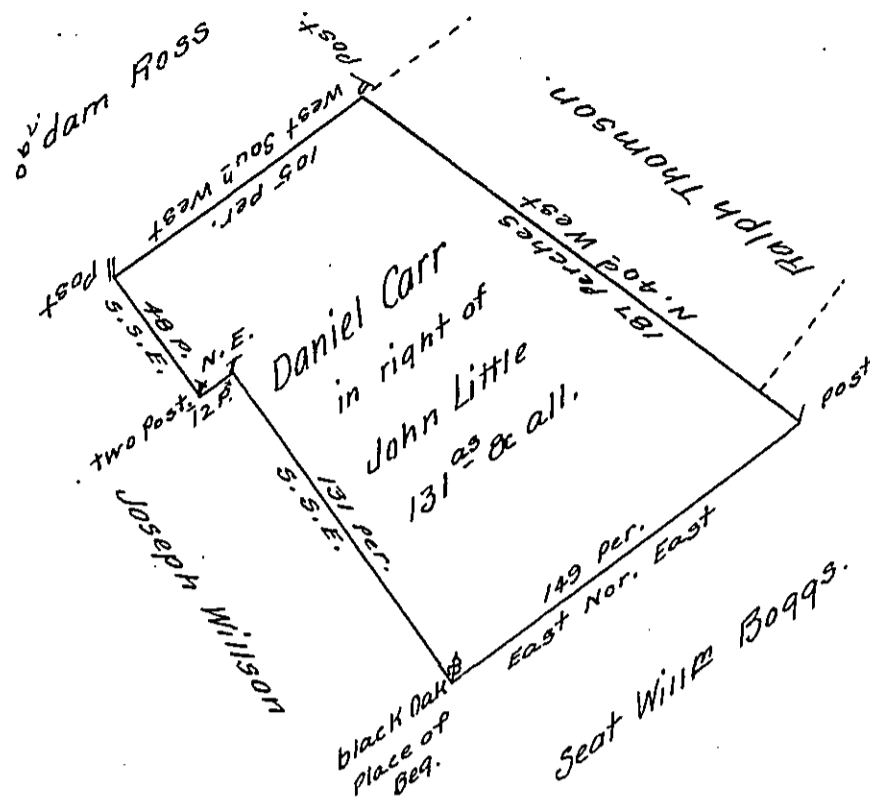 Adam Ross
Post
Ralph Thomson.
West South West
105 per.
N. 40d West
187 Perches
Post
48 P.
S.S.E.
N.E.
12 P.
two Posts
Daniel Carr
in right of
John Little
131 as & all.
131 Per.
S.S.E.
Joseph Willson
Post
149 per.
East Nor. East
black Oak
Place of
Beg.
Seat Willm Boggs.